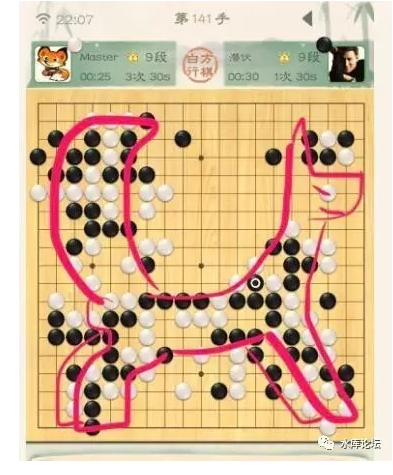 22:07
第141手
Master 9段
00:25 3次 30s
白方
行棋
潜伏 9段
00:30 1次 30s
水库论坛